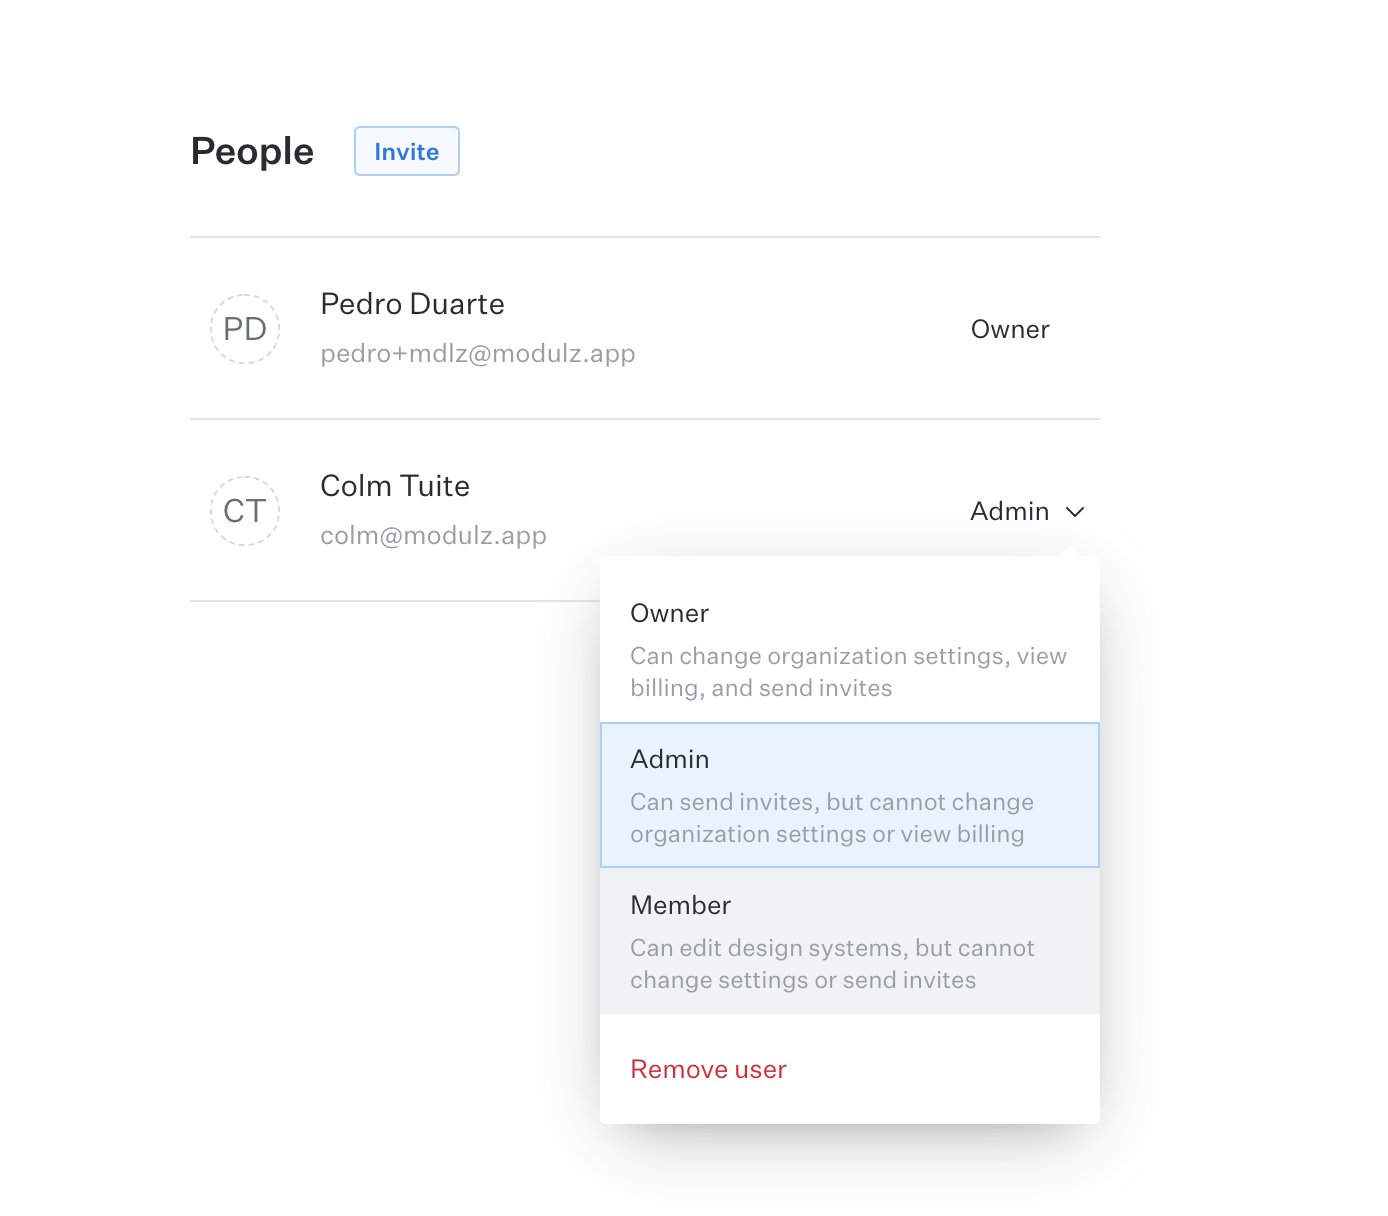 People
Invite
PD
Pedro Duarte
pedro+mdlz@modulz.app
Owner
CT
Colm Tuite
colm@modulz.app
Admin
Owner
Can change organization settings, view
billing, and send invites
Admin
Can send invites, but cannot change
organization settings or view billing
Member
Can edit design systems, but cannot
change settings or send invites
Remove user